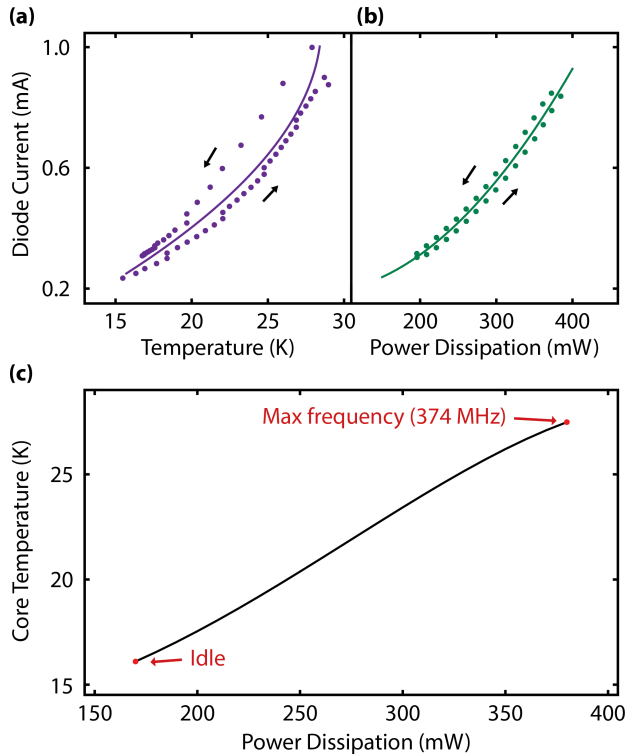 (a)
(b)
Diode Current (mA)
1.0
0.6
0.2
15
20
25
30
200
300
400
Temperature (K)
Power Dissipation (mW)
(c)
Core Temperature (K)
25
20
15
Max frequency (374 MHz)
Idle
150
200
250
300
350
400
Power Dissipation (mW)